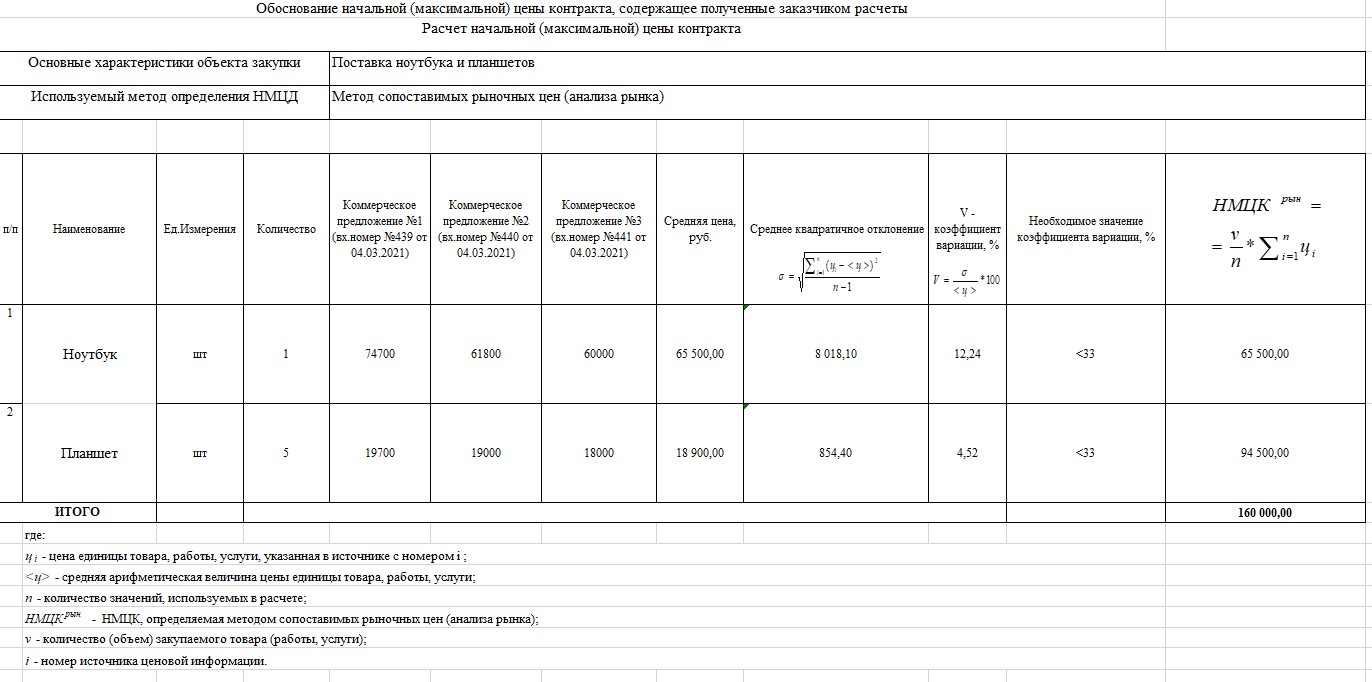 Обоснование начальной (максимальной) цены контракта, содержащее полученные заказчиком расчеты
Расчет начальной (максимальной) цены контракта
Основные характеристики объекта закупки Поставка ноутбука и планшетов
Используемый метод определения НМЦД Метод сопоставимых рыночных цен (анализа рынка)
п/п
Наименование
Ед.Измерения
Количество
Коммерческое
предложение №1
(вх.номер №439 от
04.03.2021)
Коммерческое
предложение №2
(вх.номер №440 от
04.03.2021)
Коммерческое
предложение №3
(вх.номер №441 от
04.03.2021)
Средняя цена,
руб.
Среднее квадратичное отклонение
σ = √(∑ⁿᵢ₌₁ (цᵢ − <ц>)² / (n − 1))
V -
коэффициент
вариации, %
V = σ / <ц> *100
Необходимое значение
коэффициента вариации, %
НМЦК рын =
= v / n * ∑ n i=1 ц i
1 Ноутбук шт 1 74700 61800 60000 65 500,00 8 018,10 12,24 <33 65 500,00
2 Планшет шт 5 19700 19000 18000 18 900,00 854,40 4,52 <33 94 500,00
ИТОГО 160 000,00
где:
ц i - цена единицы товара, работы, услуги, указанная в источнике с номером i ;
<ц> - средняя арифметическая величина цены единицы товара, работы, услуги;
n - количество значений, используемых в расчете;
НМЦК рын - НМЦК, определяемая методом сопоставимых рыночных цен (анализа рынка);
v - количество (объем) закупаемого товара (работы, услуги);
i - номер источника ценовой информации.